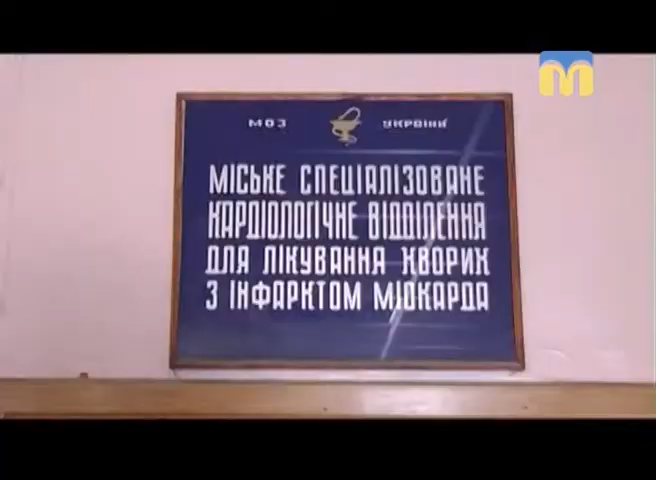 МОЗ УКРАЇНИ
МІСЬКЕ СПЕЦІАЛІЗОВАНЕ
КАРДІОЛОГІЧНЕ ВІДДІЛЕННЯ
ДЛЯ ЛІКУВАННЯ ХВОРИХ
З ІНФАРКТОМ МІОКАРДА